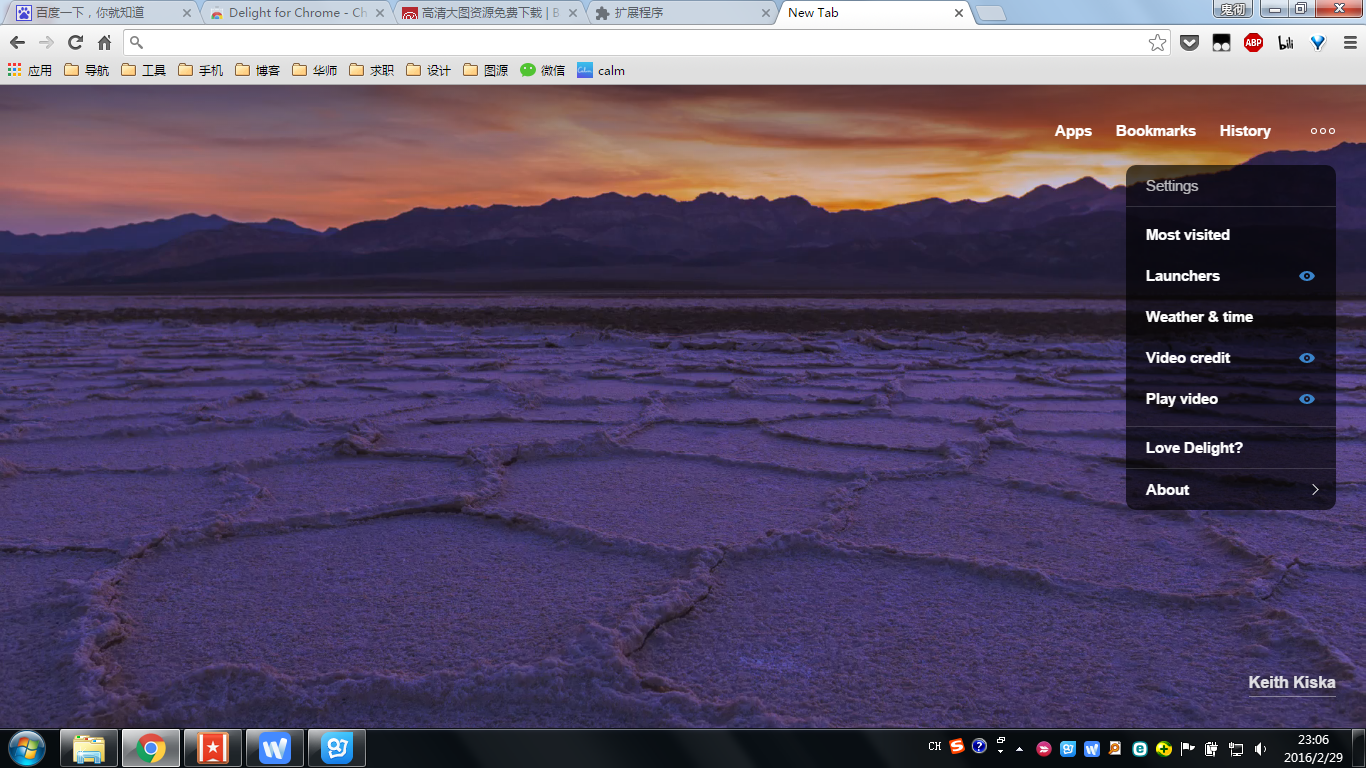 百度一下，你就知道
Delight for Chrome - Ch
高清大图资源免费下载 | B
扩展程序
New Tab
鬼彻
ABP
应用 导航 工具 手机 博客 华师 求职 设计 图源 微信 calm
Apps Bookmarks History
Settings
Most visited
Launchers
Weather & time
Video credit
Play video
Love Delight?
About
Keith Kiska
CH
23:06
2016/2/29